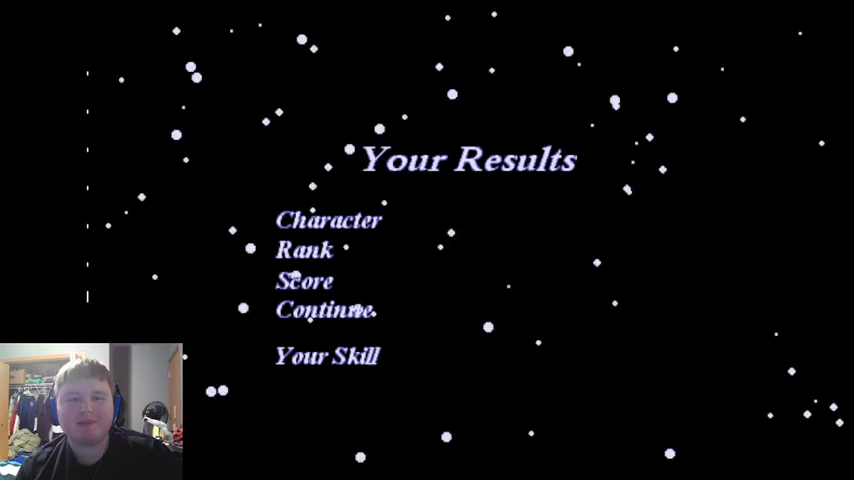 Your Results
Character
Rank
Score
Continue
Your Skill